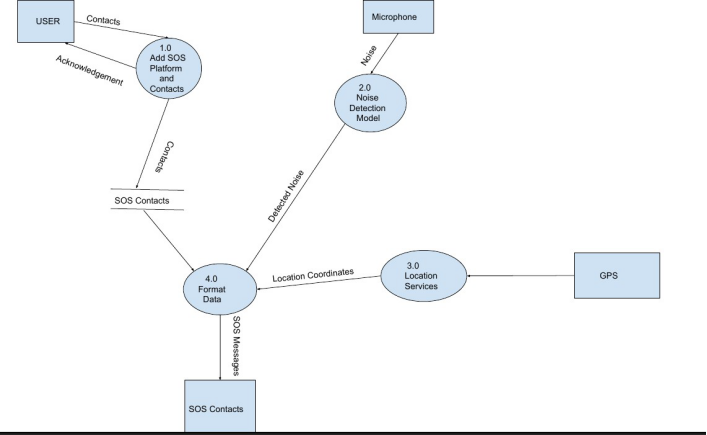 USER
Contacts
Acknowledgement
1.0
Add SOS
Platform
and
Contacts
Contacts
SOS Contacts
Microphone
Noise
2.0
Noise
Detection
Model
Detected Noise
4.0
Format
Data
Location Coordinates
3.0
Location
Services
GPS
SOS Messages
SOS Contacts